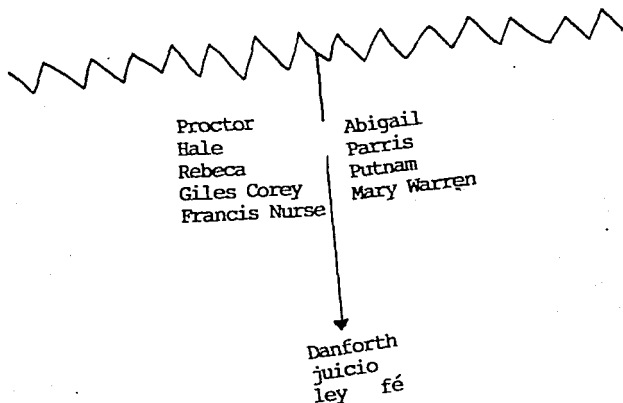 Proctor Abigail
Hale Parris
Rebeca Putnam
Giles Corey Mary Warren
Francis Nurse
Danforth
juicio
ley fé